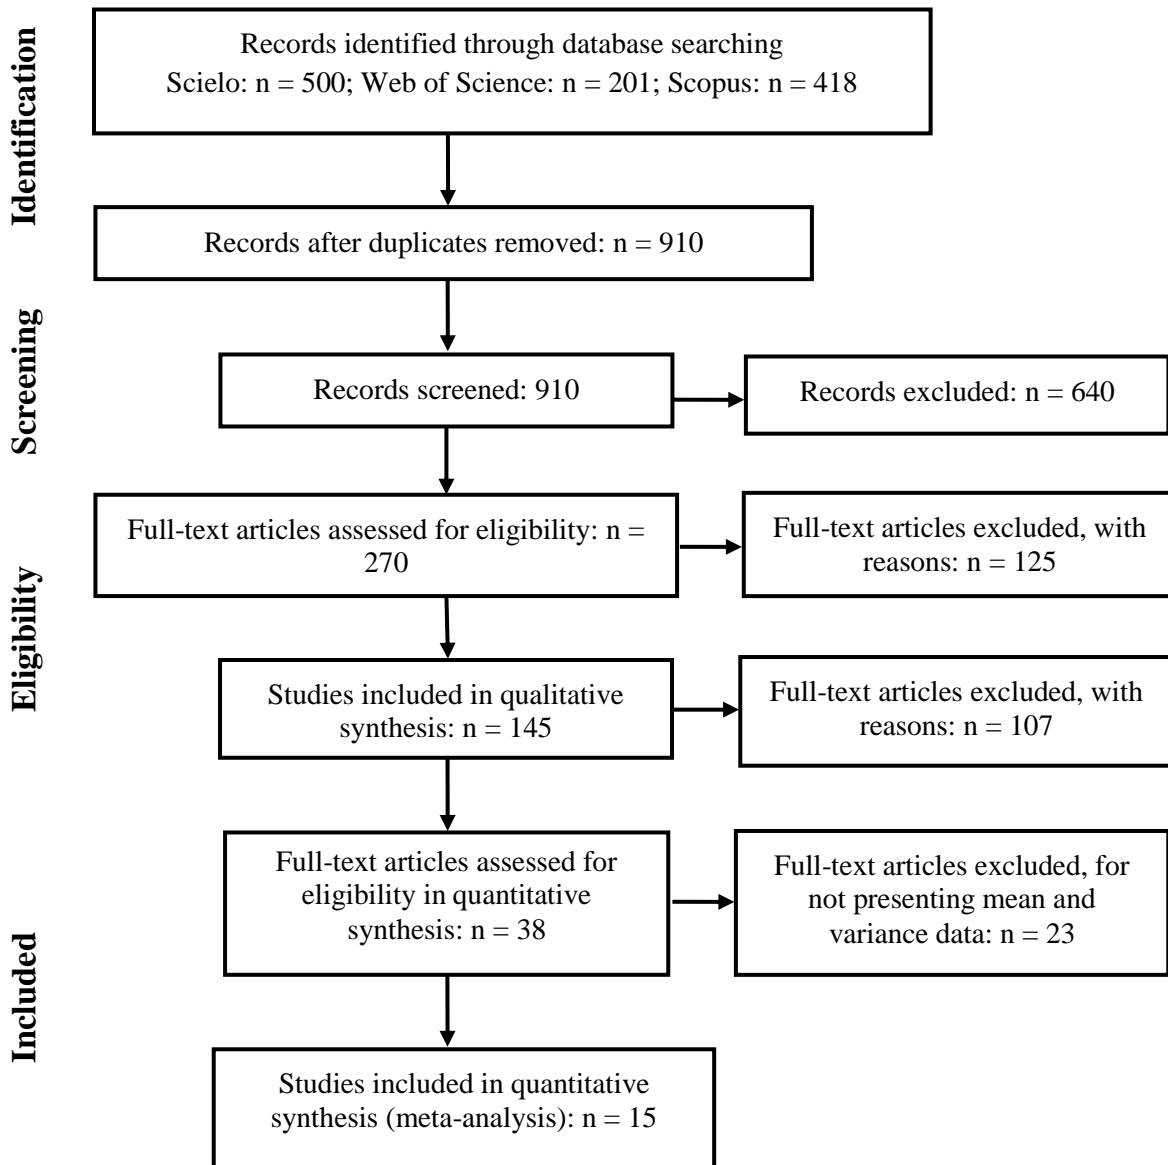 Identification
Records identified through database searching
Scielo: n = 500; Web of Science: n = 201; Scopus: n = 418
Records after duplicates removed: n = 910
Screening
Records screened: 910
Records excluded: n = 640
Eligibility
Full-text articles assessed for eligibility: n =
270
Full-text articles excluded, with
reasons: n = 125
Studies included in qualitative
synthesis: n = 145
Full-text articles excluded, with
reasons: n = 107
Included
Full-text articles assessed for
eligibility in quantitative
synthesis: n = 38
Full-text articles excluded, for
not presenting mean and
variance data: n = 23
Studies included in quantitative
synthesis (meta-analysis): n = 15